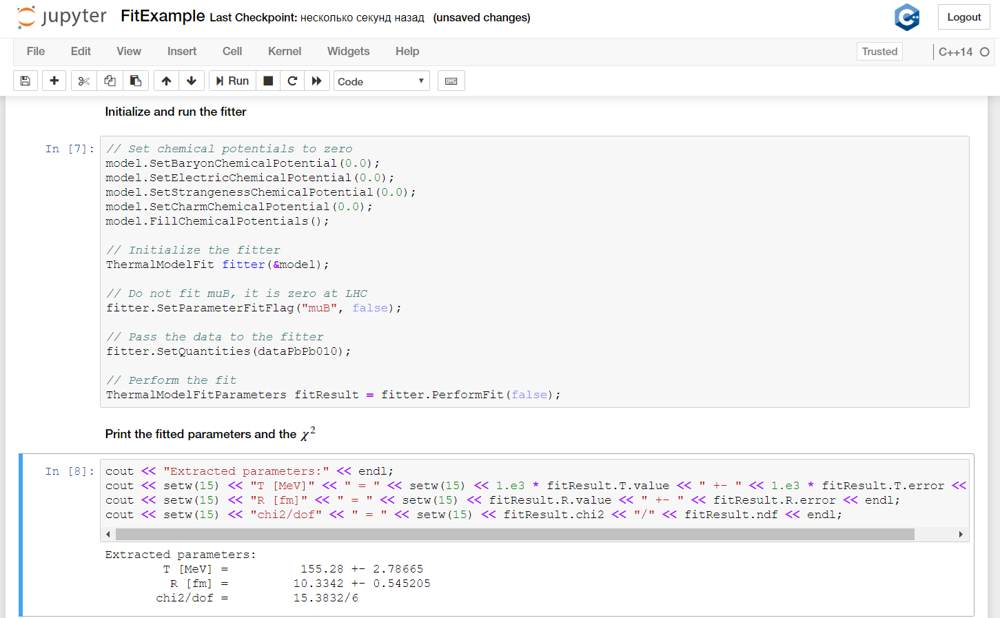 jupyter FitExample Last Checkpoint: несколько секунд назад (unsaved changes) Logout
File Edit View Insert Cell Kernel Widgets Help Trusted C++14
Run Code
Initialize and run the fitter
In [7]: // Set chemical potentials to zero
model.SetBaryonChemicalPotential(0.0);
model.SetElectricChemicalPotential(0.0);
model.SetStrangenessChemicalPotential(0.0);
model.SetCharmChemicalPotential(0.0);
model.FillChemicalPotentials();
// Initialize the fitter
ThermalModelFit fitter(&model);
// Do not fit muB, it is zero at LHC
fitter.SetParameterFitFlag("muB", false);
// Pass the data to the fitter
fitter.SetQuantities(dataPbPb010);
// Perform the fit
ThermalModelFitParameters fitResult = fitter.PerformFit(false);
Print the fitted parameters and the χ²
In [8]: cout << "Extracted parameters:" << endl;
cout << setw(15) << "T [MeV]" << " = " << setw(15) << 1.e3 * fitResult.T.value << " +- " << 1.e3 * fitResult.T.error <<
cout << setw(15) << "R [fm]" << " = " << setw(15) << fitResult.R.value << " +- " << fitResult.R.error << endl;
cout << setw(15) << "chi2/dof" << " = " << setw(15) << fitResult.chi2 << "/" << fitResult.ndf << endl;
Extracted parameters:
T [MeV] = 155.28 +- 2.78665
R [fm] = 10.3342 +- 0.545205
chi2/dof = 15.3832/6